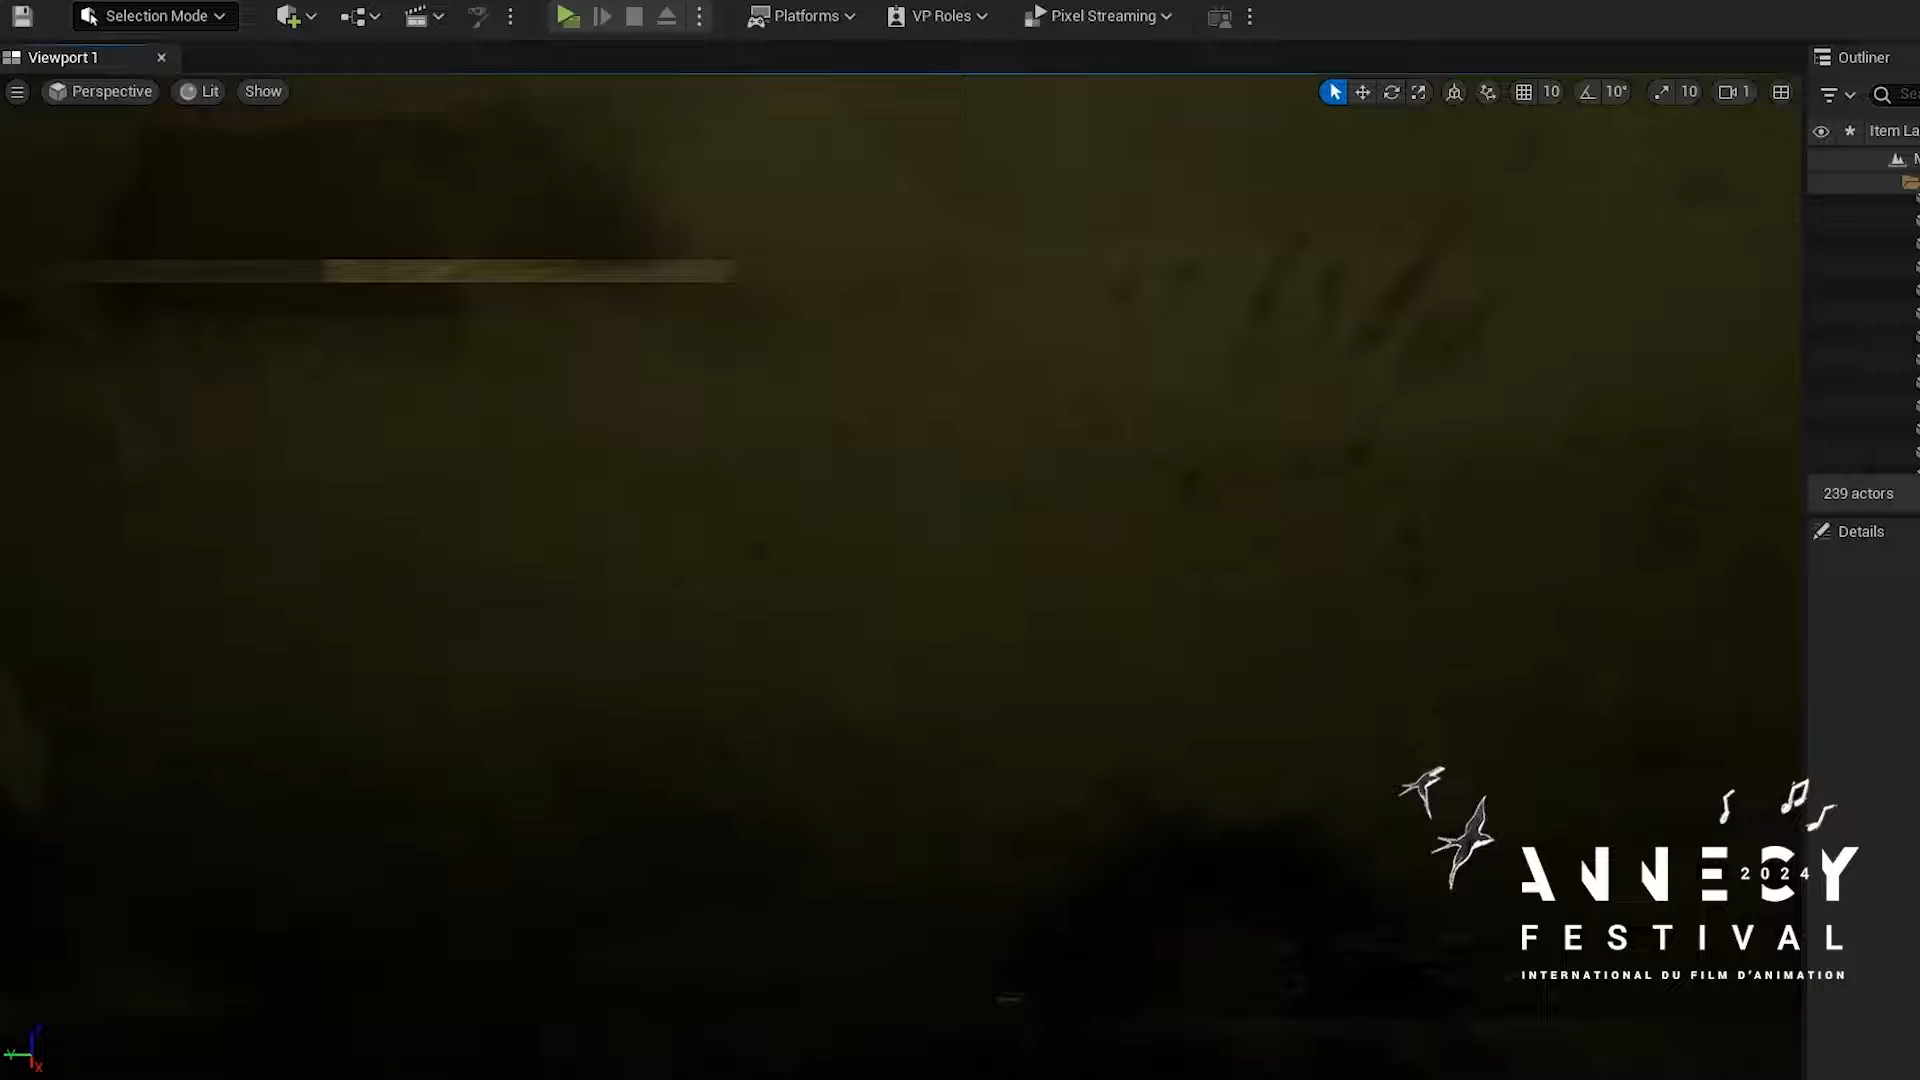 Selection Mode
Platforms
VP Roles
Pixel Streaming
Viewport 1
Outliner
Perspective
Lit
Show
10
10°
10
1
Item La
239 actors
Details
ANNECY
2024
FESTIVAL
INTERNATIONAL DU FILM D'ANIMATION